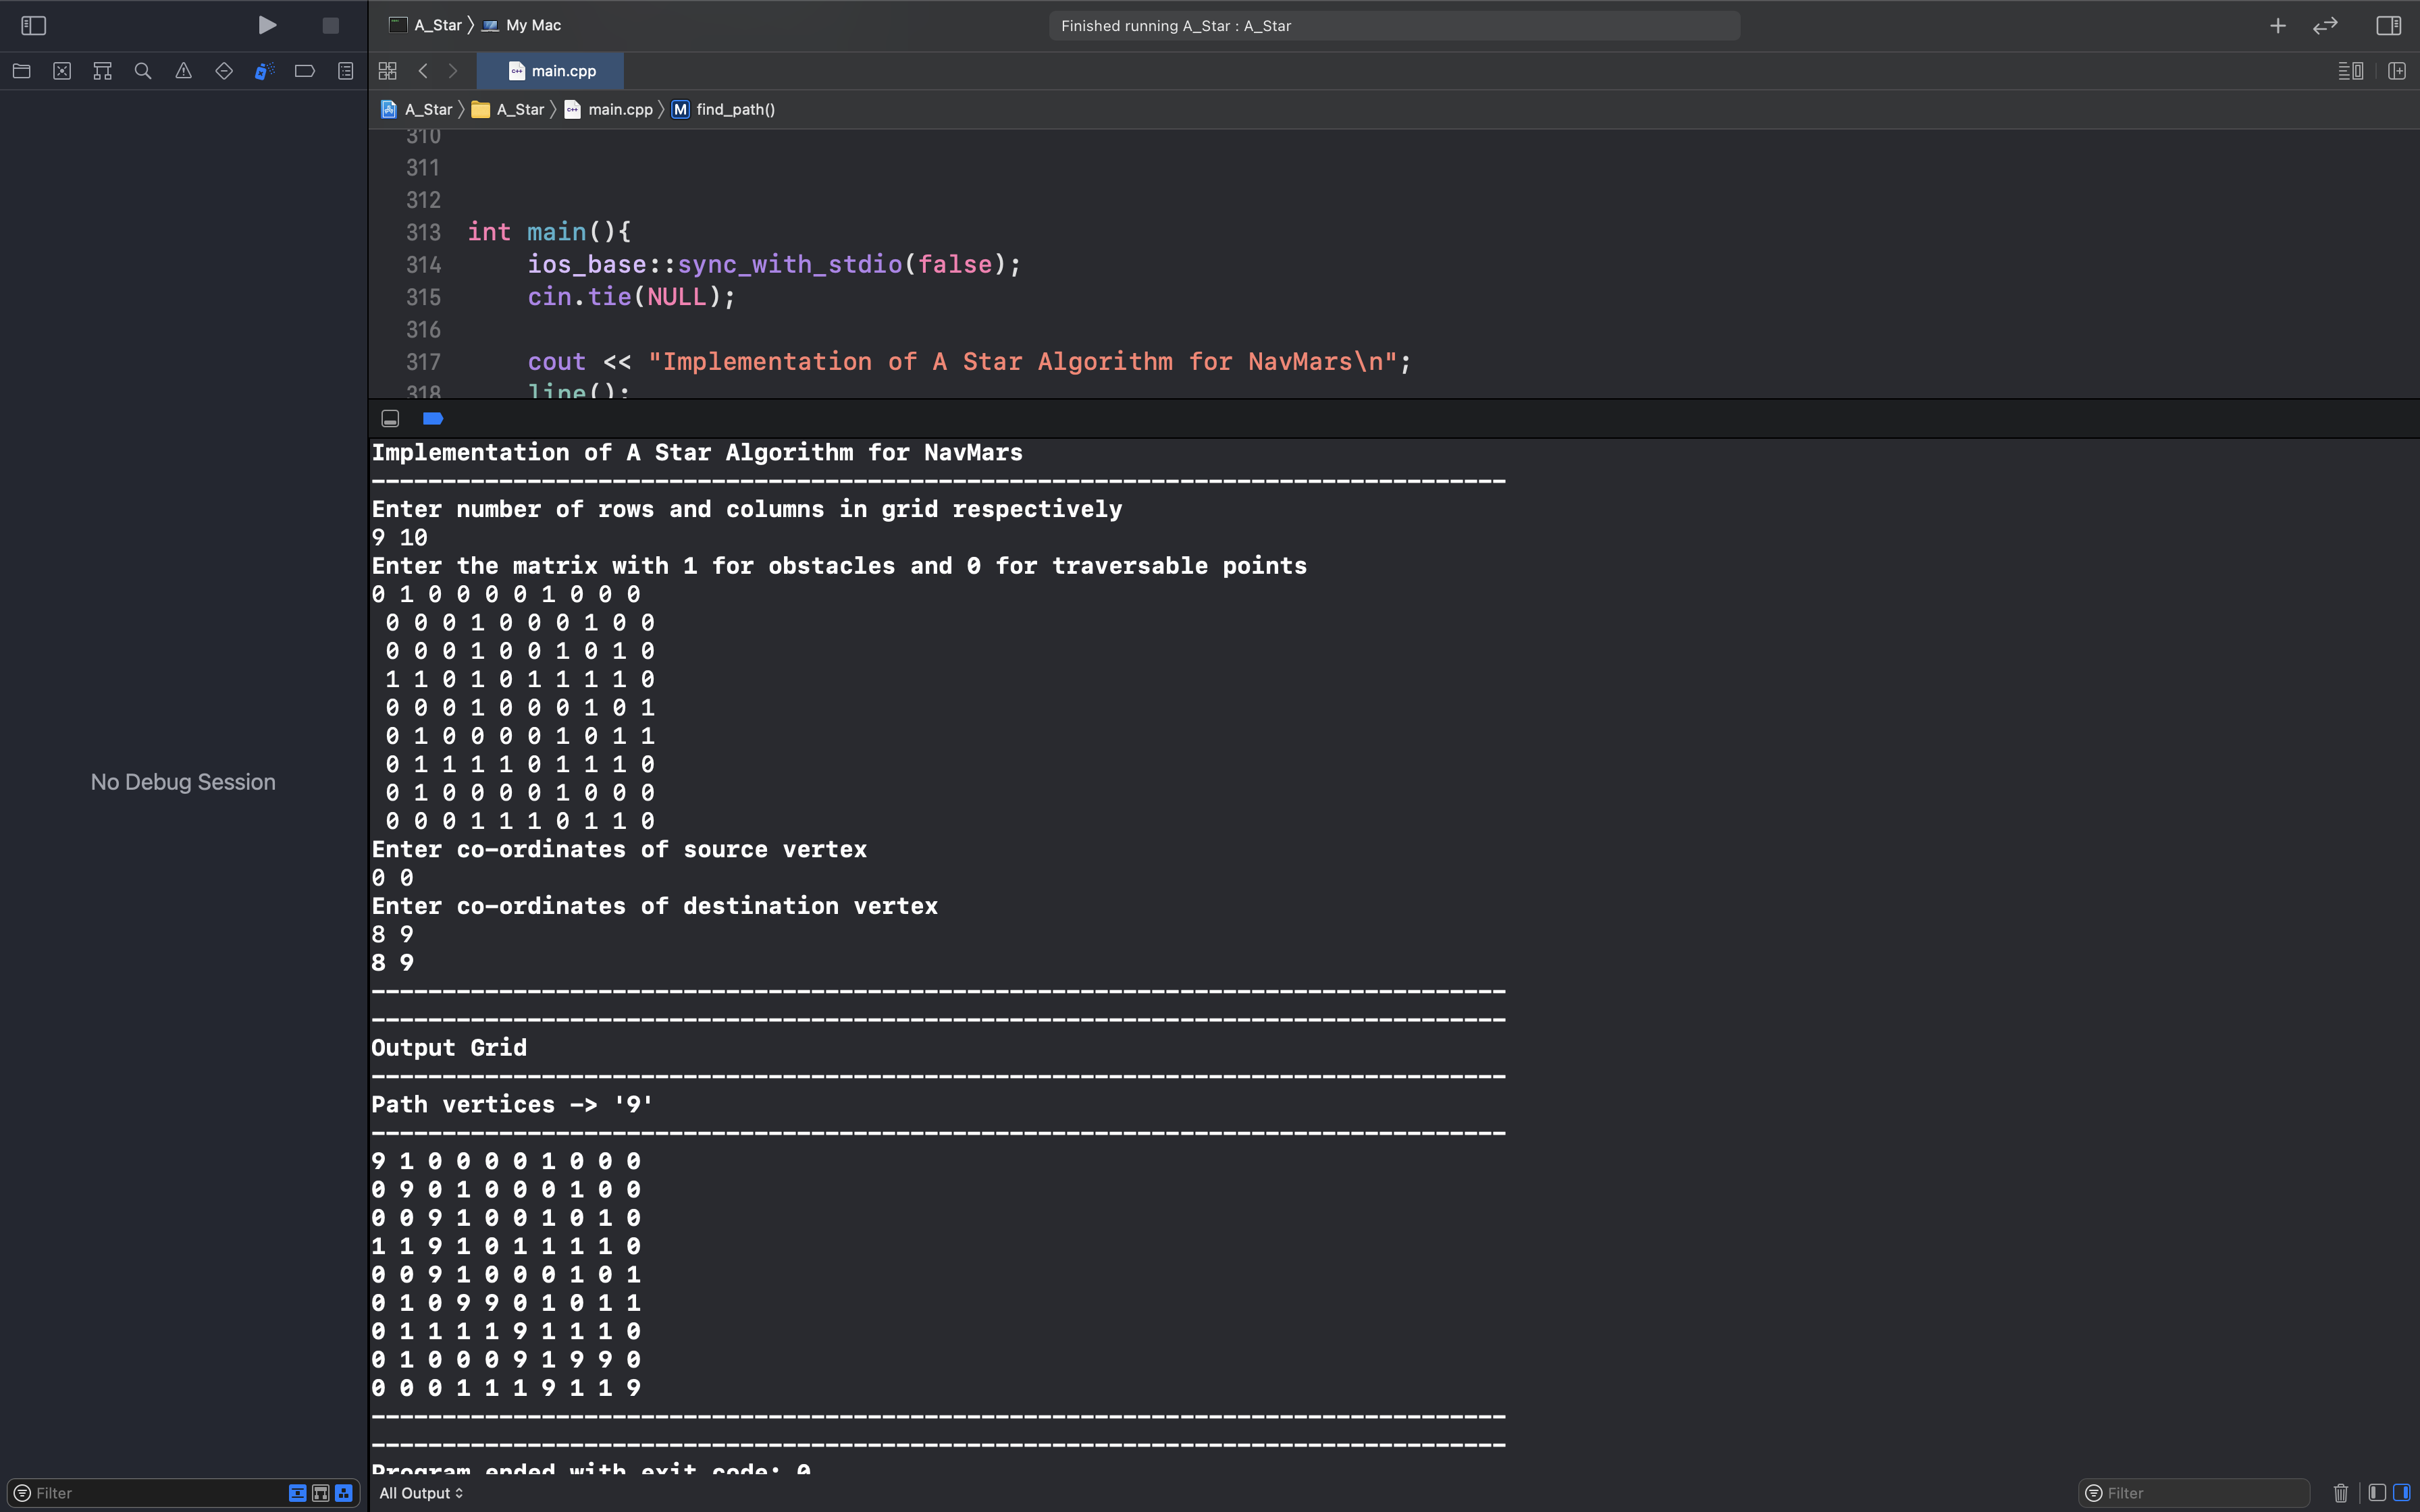 A_Star 〉 My Mac
Finished running A_Star : A_Star
main.cpp
A_Star 〉 A_Star 〉 main.cpp 〉 M find_path()
310
311
312
313 int main(){
314     ios_base::sync_with_stdio(false);
315     cin.tie(NULL);
316
317     cout << "Implementation of A Star Algorithm for NavMars\n";
318     line();
Implementation of A Star Algorithm for NavMars
--------------------------------------------------------------------------------
Enter number of rows and columns in grid respectively
9 10
Enter the matrix with 1 for obstacles and 0 for traversable points
0 1 0 0 0 0 1 0 0 0
 0 0 0 1 0 0 0 1 0 0
 0 0 0 1 0 0 1 0 1 0
 1 1 0 1 0 1 1 1 1 0
 0 0 0 1 0 0 0 1 0 1
 0 1 0 0 0 0 1 0 1 1
 0 1 1 1 1 0 1 1 1 0
 0 1 0 0 0 0 1 0 0 0
 0 0 0 1 1 1 0 1 1 0
Enter co-ordinates of source vertex
0 0
Enter co-ordinates of destination vertex
8 9
8 9
--------------------------------------------------------------------------------
--------------------------------------------------------------------------------
Output Grid
--------------------------------------------------------------------------------
Path vertices -> '9'
--------------------------------------------------------------------------------
9 1 0 0 0 0 1 0 0 0
0 9 0 1 0 0 0 1 0 0
0 0 9 1 0 0 1 0 1 0
1 1 9 1 0 1 1 1 1 0
0 0 9 1 0 0 0 1 0 1
0 1 0 9 9 0 1 0 1 1
0 1 1 1 1 9 1 1 1 0
0 1 0 0 0 9 1 9 9 0
0 0 0 1 1 1 9 1 1 9
--------------------------------------------------------------------------------
--------------------------------------------------------------------------------
Program ended with exit code: 0
No Debug Session
Filter
All Output
Filter